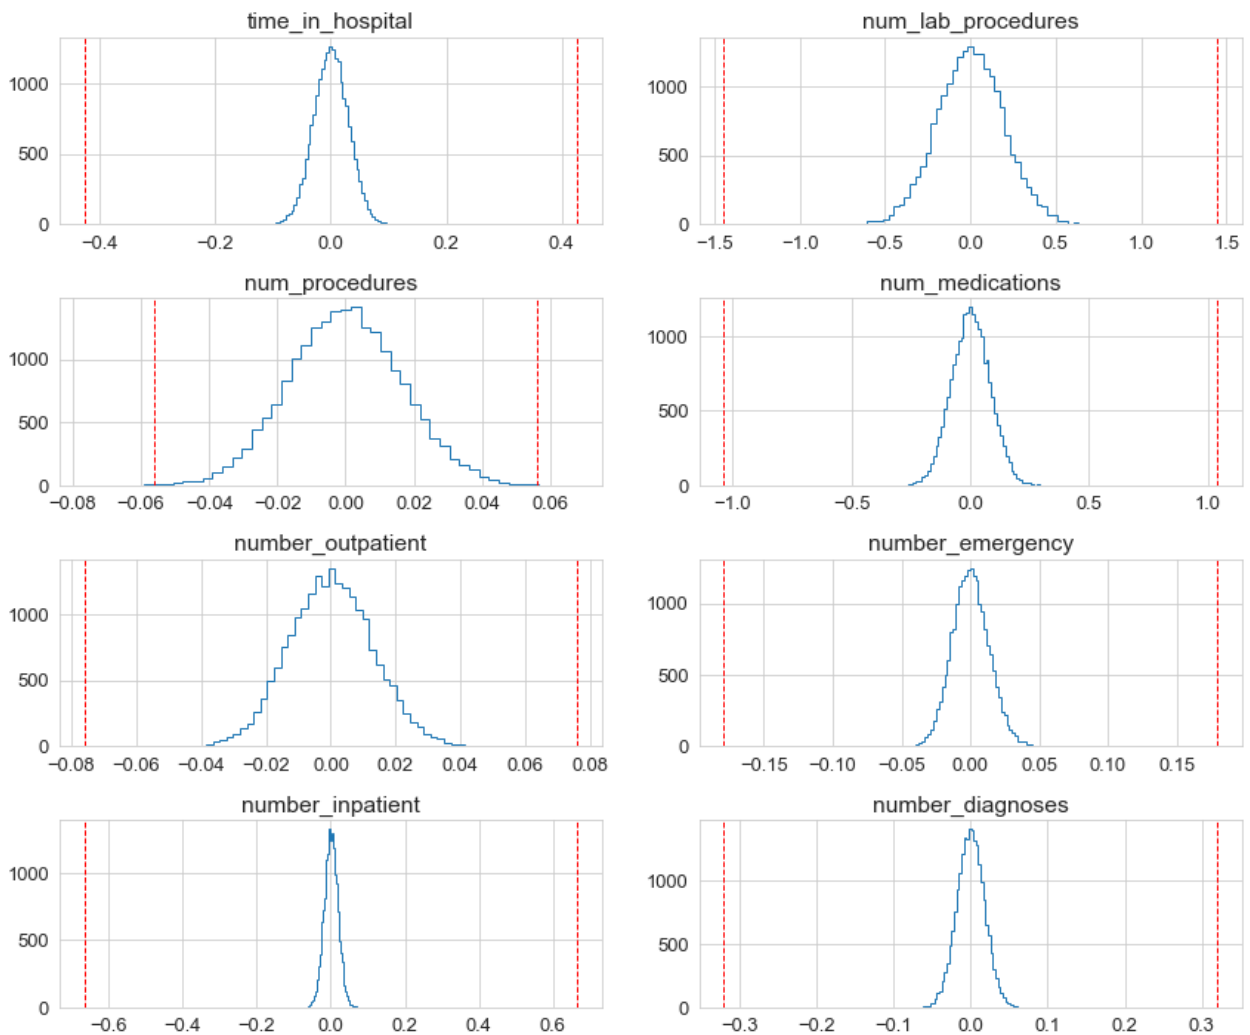 time_in_hospital
1000
500
0
−0.4 −0.2 0.0 0.2 0.4
num_lab_procedures
1000
500
0
−1.5 −1.0 −0.5 0.0 0.5 1.0 1.5
num_procedures
1000
500
0
−0.08 −0.06 −0.04 −0.02 0.00 0.02 0.04 0.06
num_medications
1000
500
0
−1.0 −0.5 0.0 0.5 1.0
number_outpatient
1000
500
0
−0.08 −0.06 −0.04 −0.02 0.00 0.02 0.04 0.06 0.08
number_emergency
1000
500
0
−0.15 −0.10 −0.05 0.00 0.05 0.10 0.15
number_inpatient
1000
500
0
−0.6 −0.4 −0.2 0.0 0.2 0.4 0.6
number_diagnoses
1000
500
0
−0.3 −0.2 −0.1 0.0 0.1 0.2 0.3